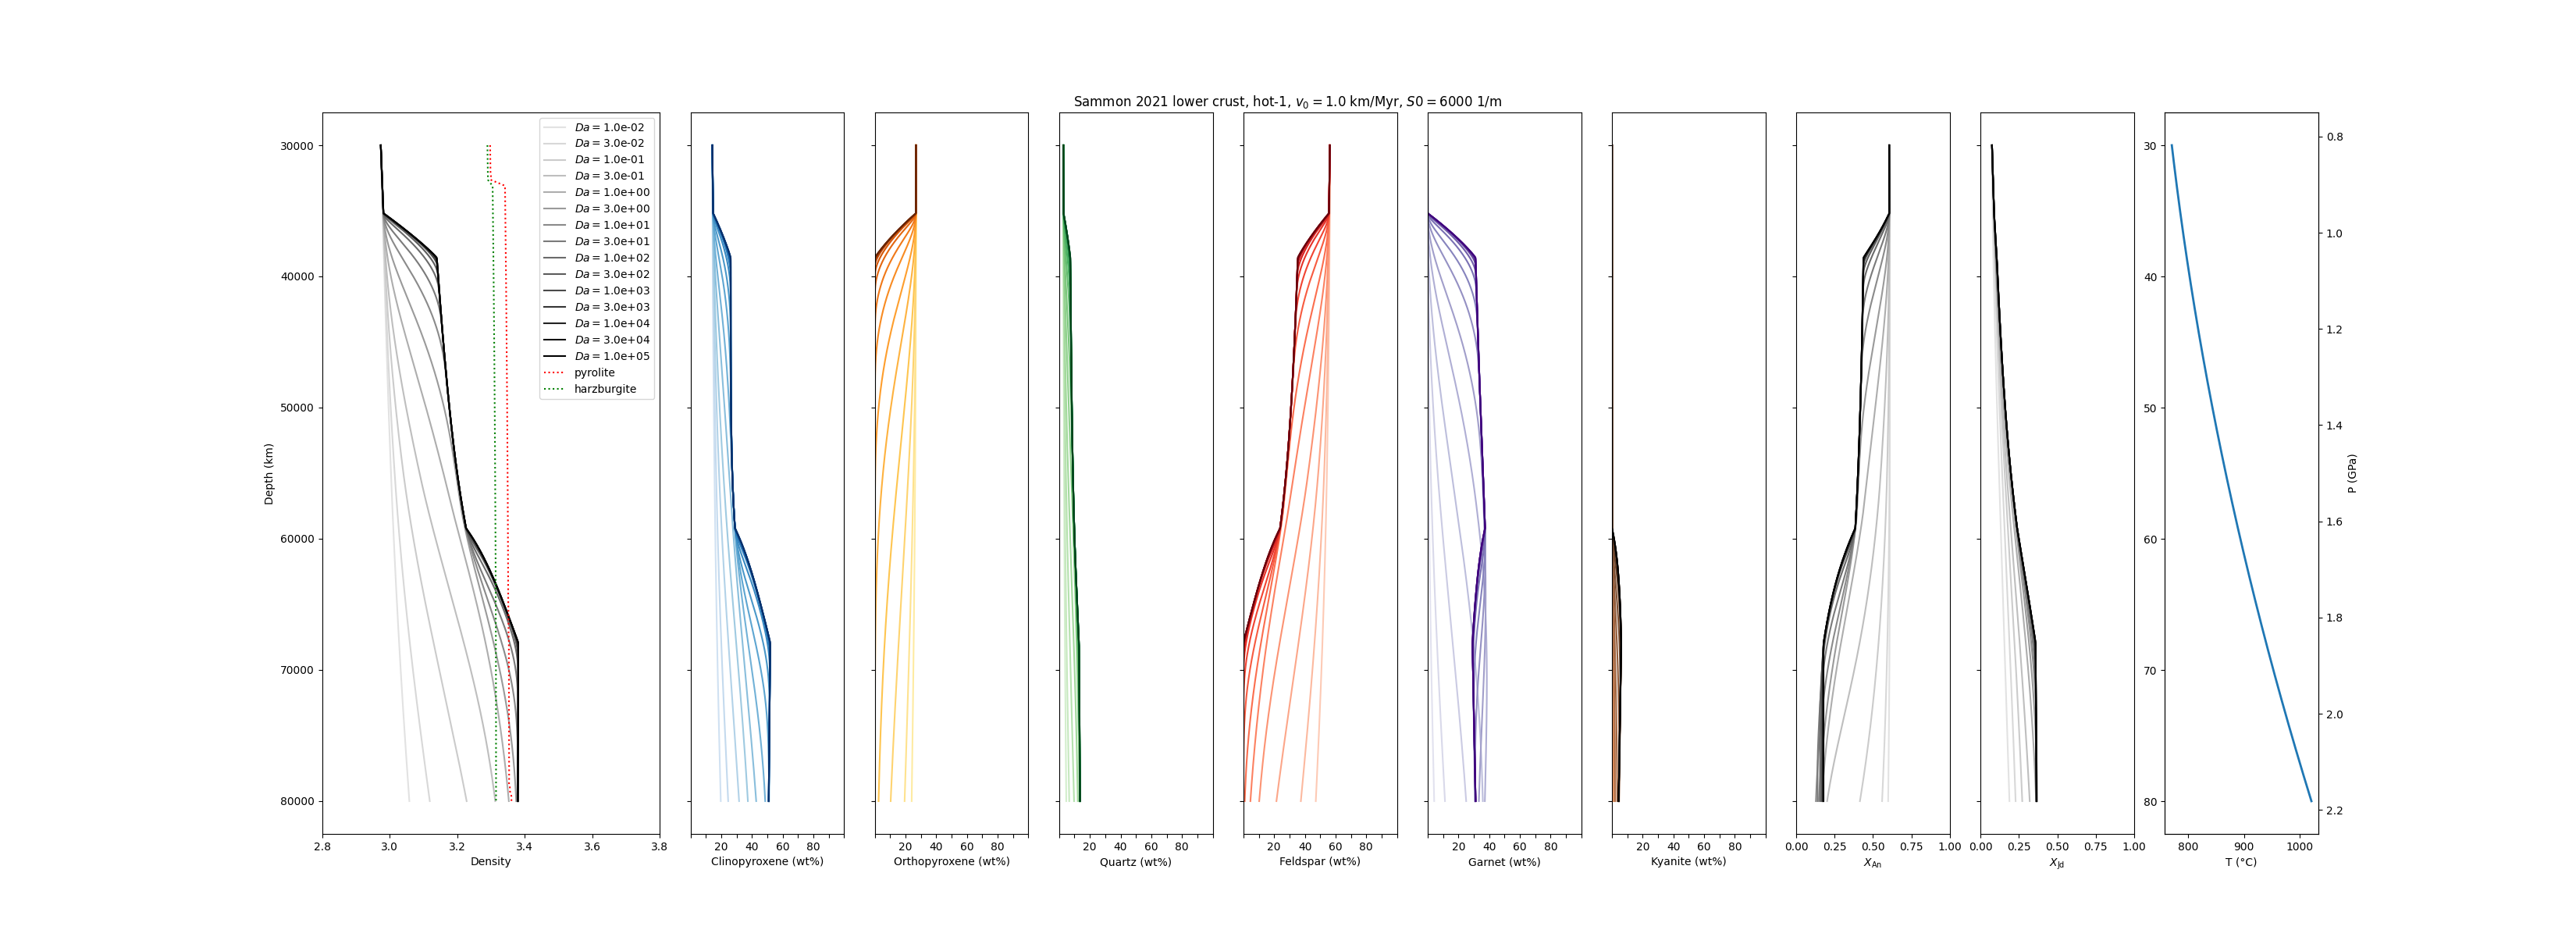 Sammon 2021 lower crust, hot-1, v₀ = 1.0 km/Myr, S0 = 6000 1/m
Da = 1.0e-02
Da = 3.0e-02
Da = 1.0e-01
Da = 3.0e-01
Da = 1.0e+00
Da = 3.0e+00
Da = 1.0e+01
Da = 3.0e+01
Da = 1.0e+02
Da = 3.0e+02
Da = 1.0e+03
Da = 3.0e+03
Da = 1.0e+04
Da = 3.0e+04
Da = 1.0e+05
pyrolite
harzburgite
Depth (km)
30000
40000
50000
60000
70000
80000
2.8 3.0 3.2 3.4 3.6 3.8
Density
20 40 60 80
Clinopyroxene (wt%)
20 40 60 80
Orthopyroxene (wt%)
20 40 60 80
Quartz (wt%)
20 40 60 80
Feldspar (wt%)
20 40 60 80
Garnet (wt%)
20 40 60 80
Kyanite (wt%)
0.00 0.25 0.50 0.75 1.00
X_An
0.00 0.25 0.50 0.75 1.00
X_Jd
30
40
50
60
70
80
800 900 1000
T (°C)
0.8
1.0
1.2
1.4
1.6
1.8
2.0
2.2
P (GPa)